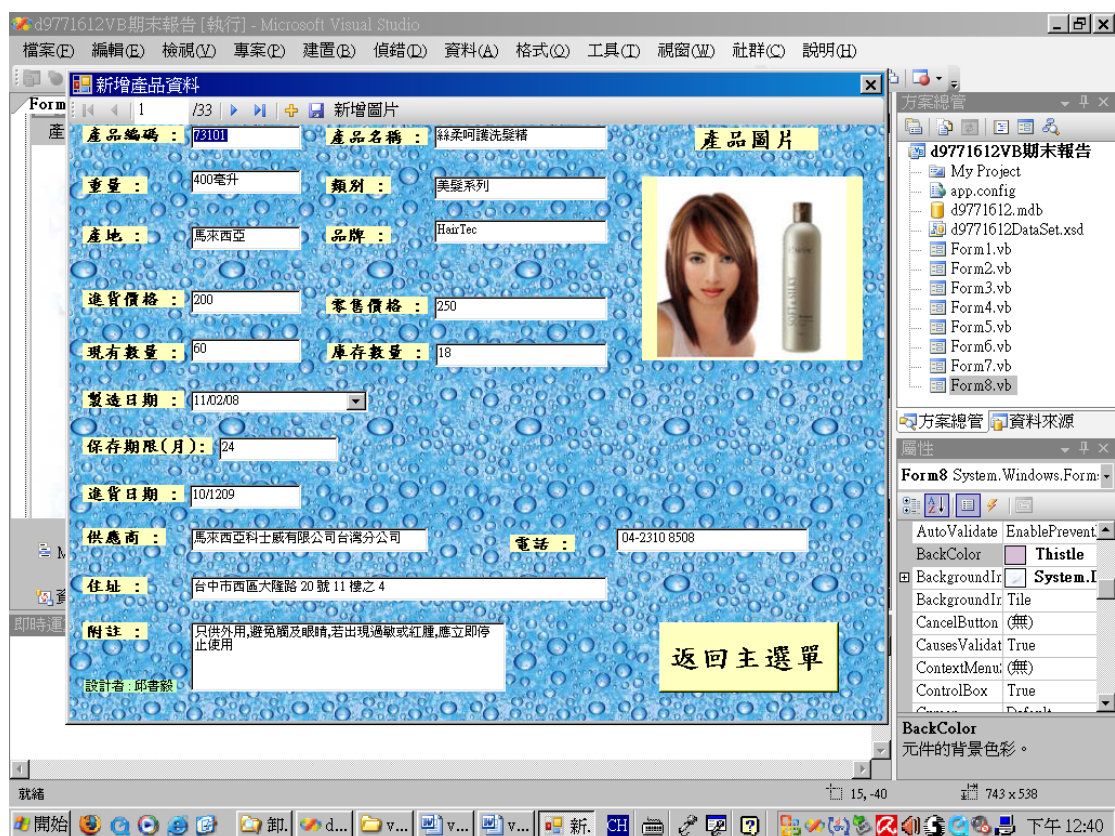 d9771612VB期末報告 [執行] - Microsoft Visual Studio
檔案(F) 編輯(E) 檢視(V) 專案(P) 建置(B) 偵錯(D) 資料(A) 格式(O) 工具(T) 視窗(W) 社群(C) 說明(H)
新增產品資料
1 /33 新增圖片
Form
產
產品編碼 : 73101 產品名稱 : 絲柔呵護洗髮精 產品圖片
重量 : 400毫升 類別 : 美髮系列
產地 : 馬來西亞 品牌 : HairTec
進貨價格 : 200 零售價格 : 250
現有數量 : 60 庫存數量 : 18
製造日期 : 11/02/08
保存期限(月): 24
進貨日期 : 10/1209
供應商 : 馬來西亞科士威有限公司台灣分公司 電話 : 04-2310 8508
住址 : 台中市西區大隆路 20 號 11 樓之 4
附註 : 只供外用,避免觸及眼睛,若出現過敏或紅腫,應立即停
止使用
返回主選單
設計者 : 邱書毅
方案總管
d9771612VB期末報告
My Project
app.config
d9771612.mdb
d9771612DataSet.xsd
Form1.vb
Form2.vb
Form3.vb
Form4.vb
Form5.vb
Form6.vb
Form7.vb
Form8.vb
方案總管 資料來源
屬性
Form8 System.Windows.Form:
AutoValidate EnablePrevent
BackColor Thistle
BackgroundIr System.I
BackgroundIr Tile
CancelButton (無)
CausesValidat True
ContextMenu (無)
ControlBox True
Cursor Default
BackColor
元件的背景色彩。
即時運
就緒 15, -40 743 x 538
開始 卸. d... v... v... v... 新. CH 下午 12:40